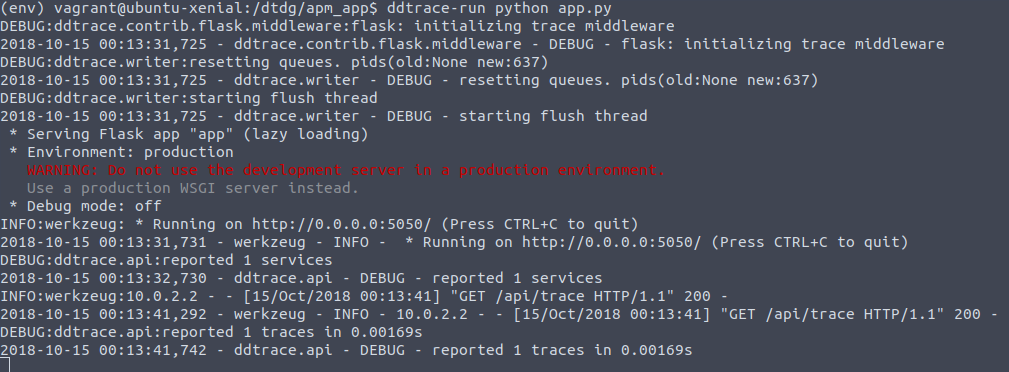 (env) vagrant@ubuntu-xenial:/dtdg/apm_app$ ddtrace-run python app.py
DEBUG:ddtrace.contrib.flask.middleware:flask: initializing trace middleware
2018-10-15 00:13:31,725 - ddtrace.contrib.flask.middleware - DEBUG - flask: initializing trace middleware
DEBUG:ddtrace.writer:resetting queues. pids(old:None new:637)
2018-10-15 00:13:31,725 - ddtrace.writer - DEBUG - resetting queues. pids(old:None new:637)
DEBUG:ddtrace.writer:starting flush thread
2018-10-15 00:13:31,725 - ddtrace.writer - DEBUG - starting flush thread
 * Serving Flask app "app" (lazy loading)
 * Environment: production
   WARNING: Do not use the development server in a production environment.
   Use a production WSGI server instead.
 * Debug mode: off
INFO:werkzeug: * Running on http://0.0.0.0:5050/ (Press CTRL+C to quit)
2018-10-15 00:13:31,731 - werkzeug - INFO -  * Running on http://0.0.0.0:5050/ (Press CTRL+C to quit)
DEBUG:ddtrace.api:reported 1 services
2018-10-15 00:13:32,730 - ddtrace.api - DEBUG - reported 1 services
INFO:werkzeug:10.0.2.2 - - [15/Oct/2018 00:13:41] "GET /api/trace HTTP/1.1" 200 -
2018-10-15 00:13:41,292 - werkzeug - INFO - 10.0.2.2 - - [15/Oct/2018 00:13:41] "GET /api/trace HTTP/1.1" 200 -
DEBUG:ddtrace.api:reported 1 traces in 0.00169s
2018-10-15 00:13:41,742 - ddtrace.api - DEBUG - reported 1 traces in 0.00169s